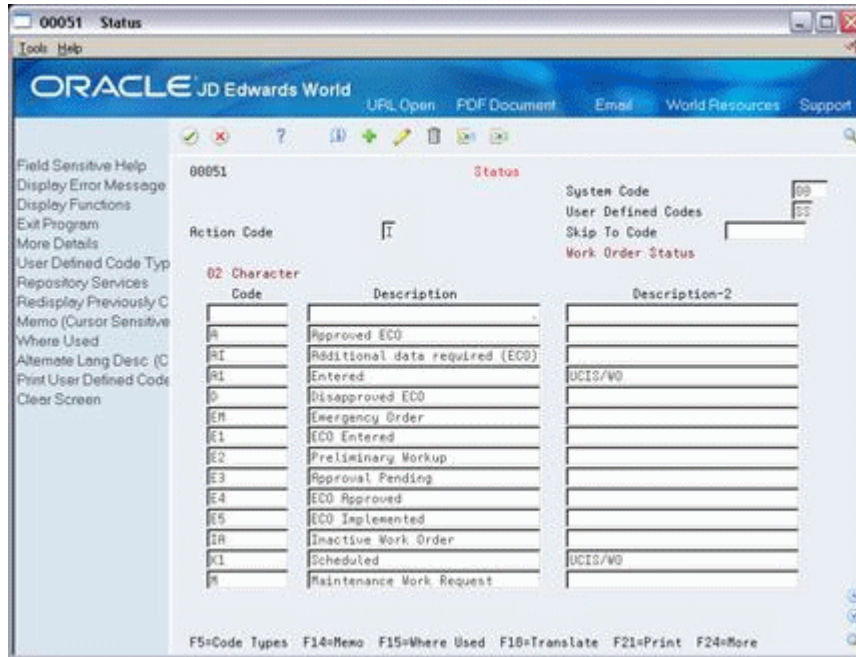 00051 Status
Tools Help
ORACLE JD Edwards World
URL Open PDF Document Email World Resources Support
Field Sensitive Help
Display Error Message
Display Functions
Exit Program
More Details
User Defined Code Typ
Repository Services
Redisplay Previously C
Memo (Cursor Sensitive
Where Used
Alternate Lang Desc (C
Print User Defined Code
Clear Screen
00051 Status
System Code 00
User Defined Codes SS
Action Code I Skip To Code
Work Order Status
02 Character
Code Description Description-2
.
A Approved ECO
AI Additional data required (ECO)
A1 Entered UCIS/WO
D Disapproved ECO
EM Emergency Order
E1 ECO Entered
E2 Preliminary Workup
E3 Approval Pending
E4 ECO Approved
E5 ECO Implemented
IA Inactive Work Order
K1 Scheduled UCIS/WO
M Maintenance Work Request
F5=Code Types F14=Memo F15=Where Used F18=Translate F21=Print F24=More